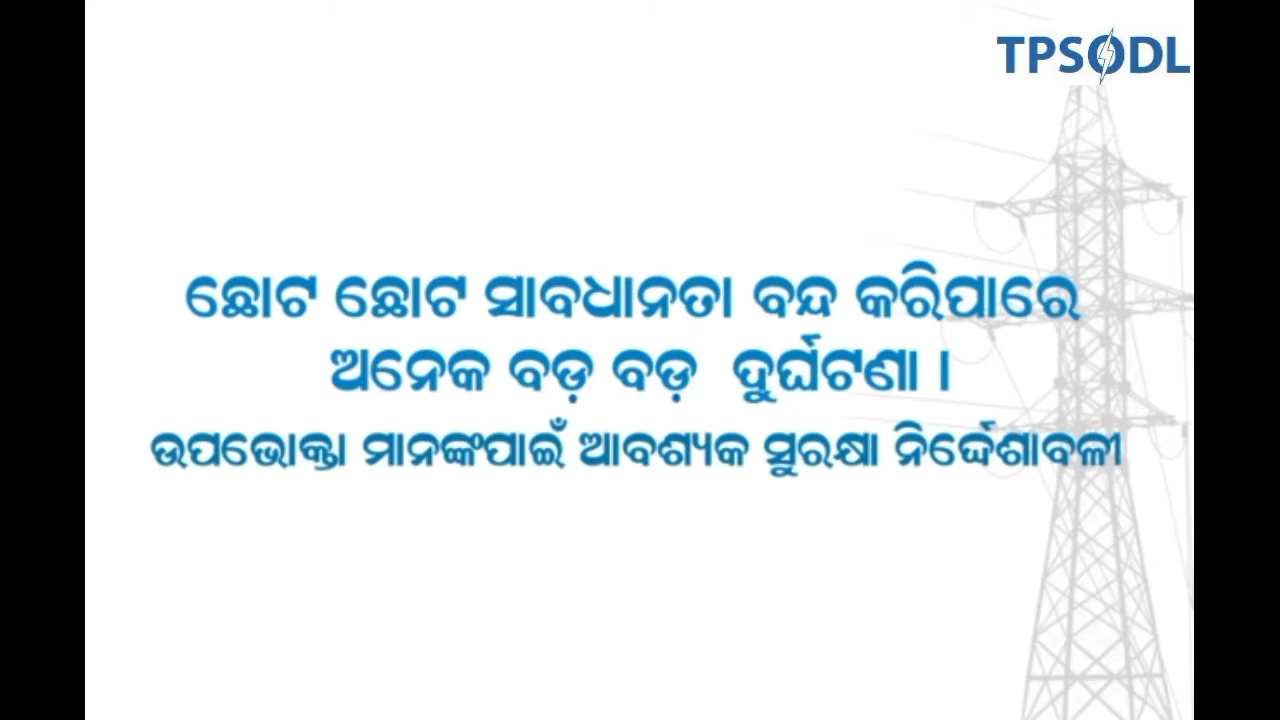 TPSODL
ଛୋଟ ଛୋଟ ସାବଧାନତା ବନ୍ଦ କରିପାରେ
ଅନେକ ବଡ଼ ବଡ଼ ଦୁର୍ଘଟଣା ।
ଉପଭୋକ୍ତା ମାନଙ୍କପାଇଁ ଆବଶ୍ୟକ ସୁରକ୍ଷା ନିର୍ଦ୍ଦେଶାବଳୀ